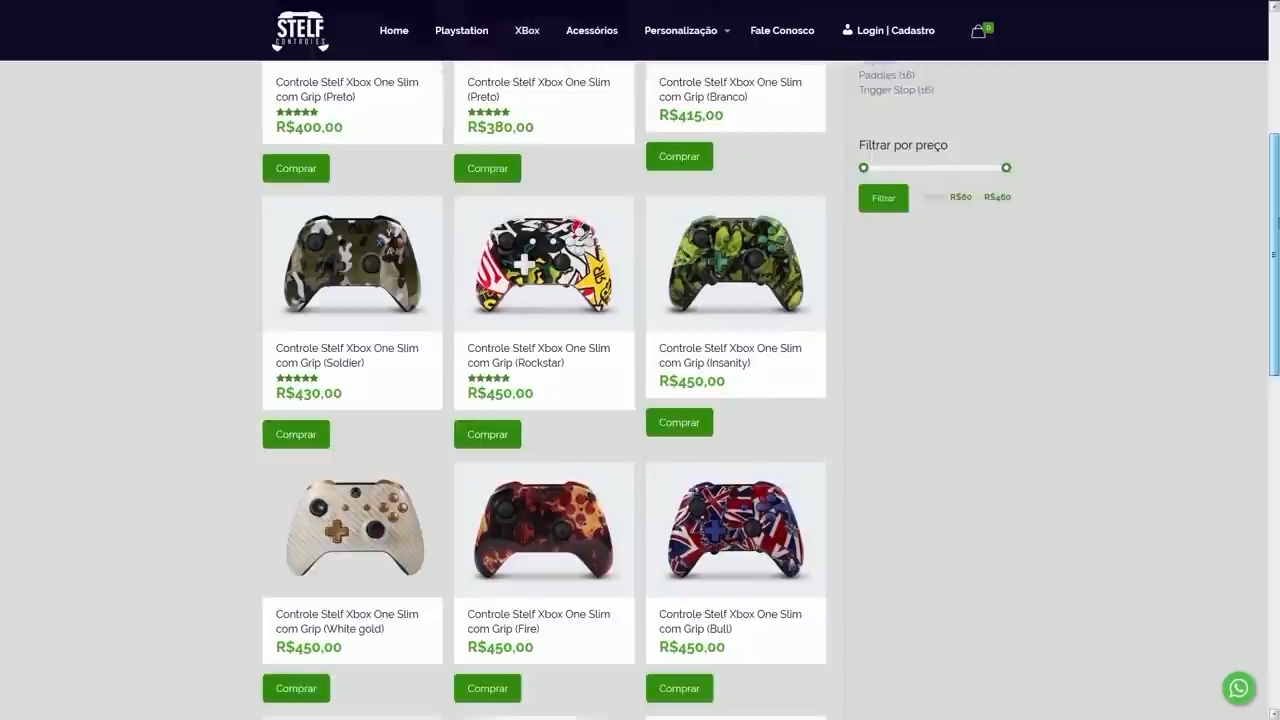 STELF
CONTROLES
Home
Playstation
XBox
Acessórios
Personalização
Fale Conosco
Login | Cadastro
0
Controle Stelf Xbox One Slim
com Grip (Preto)
R$400,00
Comprar
Controle Stelf Xbox One Slim
(Preto)
R$380,00
Comprar
Controle Stelf Xbox One Slim
com Grip (Branco)
R$415,00
Comprar
Paddles (16)
Trigger Stop (16)
Filtrar por preço
Filtrar
R$60
R$460
Controle Stelf Xbox One Slim
com Grip (Soldier)
R$430,00
Comprar
Controle Stelf Xbox One Slim
com Grip (Rockstar)
R$450,00
Comprar
Controle Stelf Xbox One Slim
com Grip (Insanity)
R$450,00
Comprar
Controle Stelf Xbox One Slim
com Grip (White gold)
R$450,00
Comprar
Controle Stelf Xbox One Slim
com Grip (Fire)
R$450,00
Comprar
Controle Stelf Xbox One Slim
com Grip (Bull)
R$450,00
Comprar